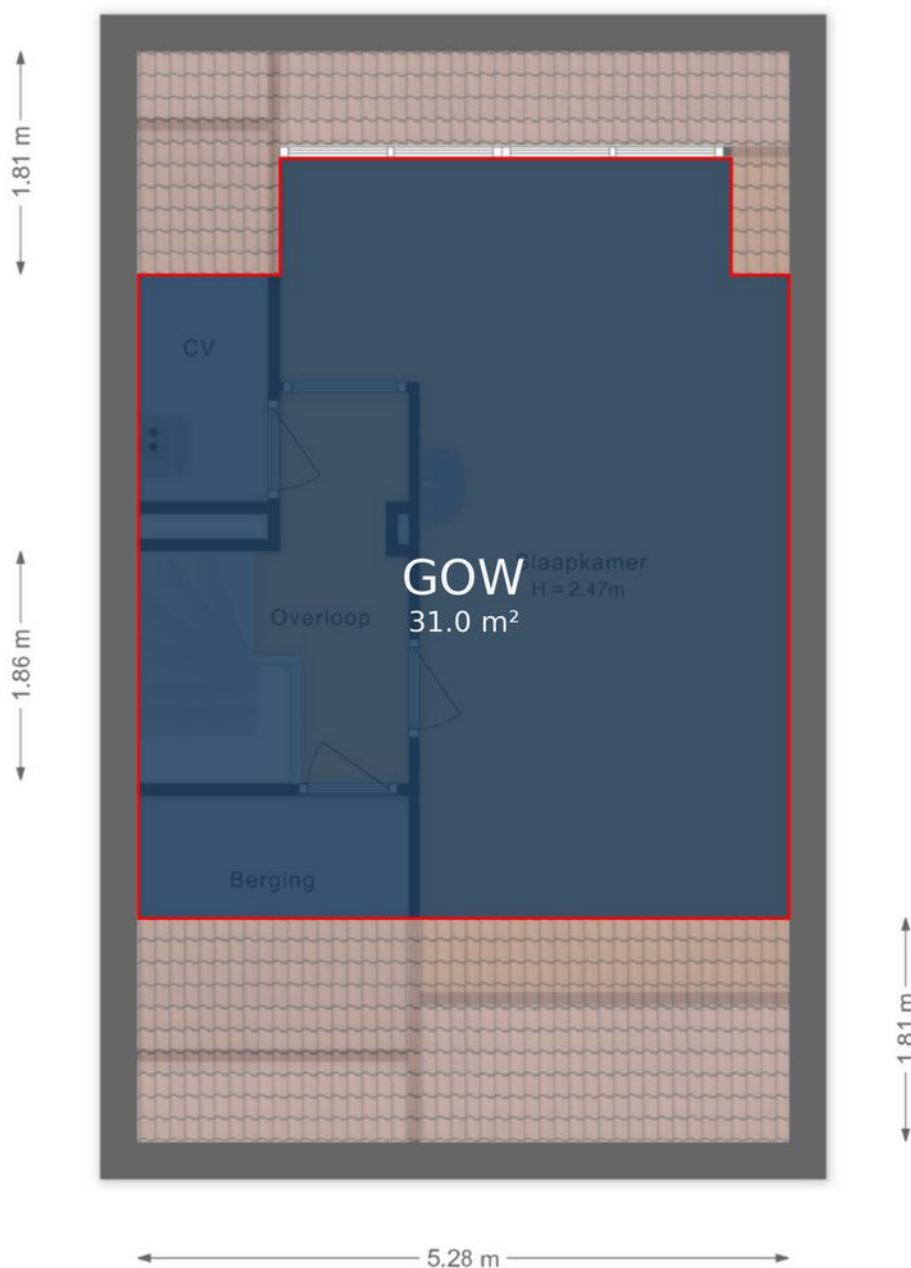 1.81 m
CV
Slaapkamer
GOW
H = 2.47m
31.0 m²
Overloop
1.86 m
Berging
1.81 m
5.28 m